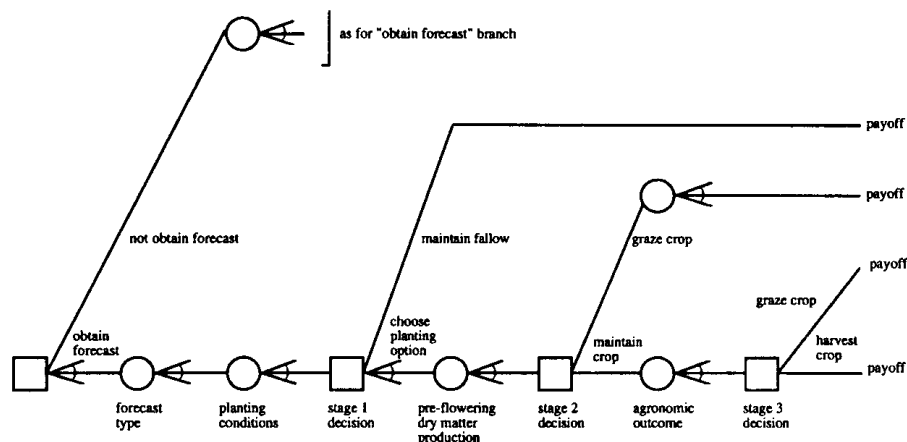 as for "obtain forecast" branch
payoff
payoff
not obtain forecast
maintain fallow
graze crop
payoff
graze crop
obtain
forecast
choose
planting
option
maintain
crop
harvest
crop
payoff
forecast
type
planting
conditions
stage 1
decision
pre-flowering
dry matter
production
stage 2
decision
agronomic
outcome
stage 3
decision